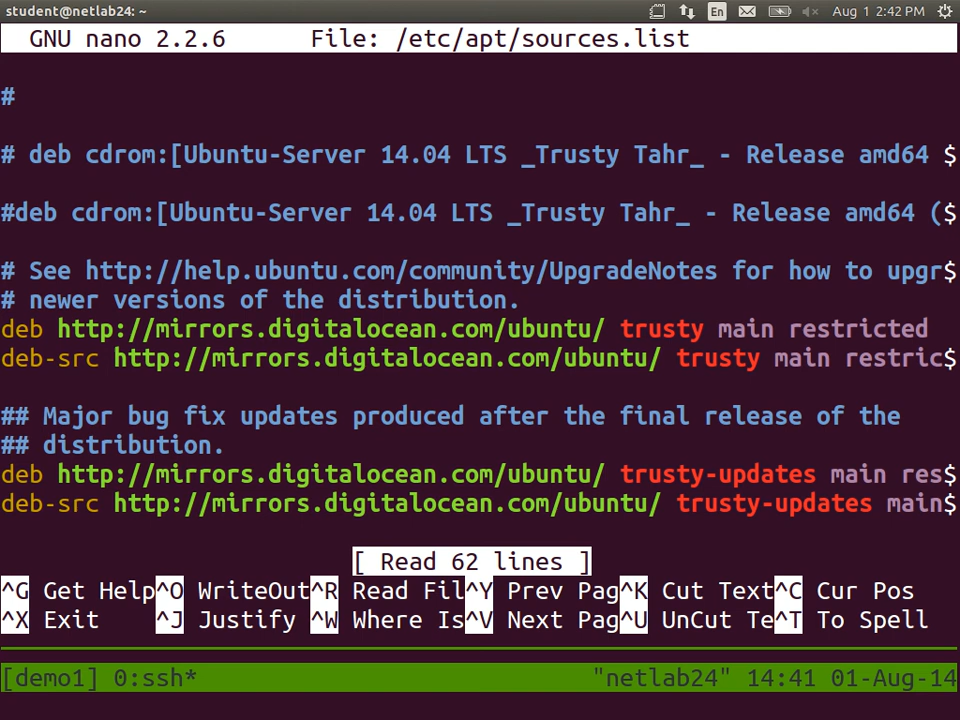 student@netlab24: ~ En Aug 1 2:42 PM
GNU nano 2.2.6 File: /etc/apt/sources.list
#
# deb cdrom:[Ubuntu-Server 14.04 LTS _Trusty Tahr_ - Release amd64 $
#deb cdrom:[Ubuntu-Server 14.04 LTS _Trusty Tahr_ - Release amd64 ($
# See http://help.ubuntu.com/community/UpgradeNotes for how to upgr$
# newer versions of the distribution.
deb http://mirrors.digitalocean.com/ubuntu/ trusty main restricted
deb-src http://mirrors.digitalocean.com/ubuntu/ trusty main restric$
## Major bug fix updates produced after the final release of the
## distribution.
deb http://mirrors.digitalocean.com/ubuntu/ trusty-updates main res$
deb-src http://mirrors.digitalocean.com/ubuntu/ trusty-updates main$
[ Read 62 lines ]
^G Get Help^O WriteOut^R Read Fil^Y Prev Pag^K Cut Text^C Cur Pos
^X Exit ^J Justify ^W Where Is^V Next Pag^U UnCut Te^T To Spell
[demo1] 0:ssh* "netlab24" 14:41 01-Aug-14